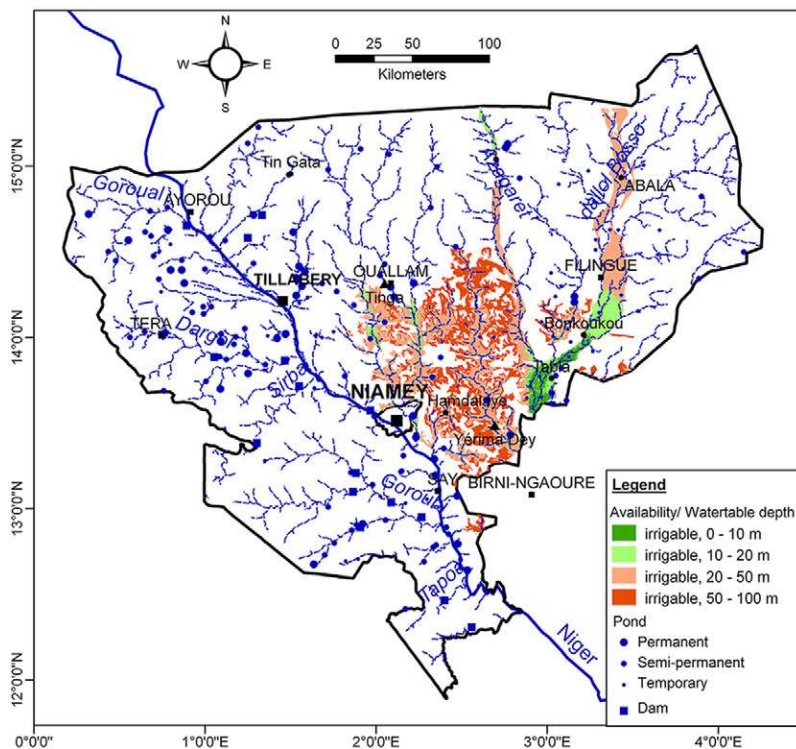 N
W E
S
0 25 50 100
Kilometers
15°0'0"N
14°0'0"N
13°0'0"N
12°0'0"N
0°0'0"
1°0'0"E
2°0'0"E
3°0'0"E
4°0'0"E
Tin Gata
Goroual
AYOROU
Azgaret
dallol Bosso
ABALA
FILINGUE
OUALLAM
TILLABERY
Bonkoukou
TERA
Dargol
Sirba
Tabla
NIAMEY
Hamdalaye
Yérima Dey
SAY
BIRNI-NGAOURE
Tapoa
Niger
Legend
Availability/ Watertable depth
irrigable, 0 - 10 m
irrigable, 10 - 20 m
irrigable, 20 - 50 m
irrigable, 50 - 100 m
Pond
Permanent
Semi-permanent
Temporary
Dam